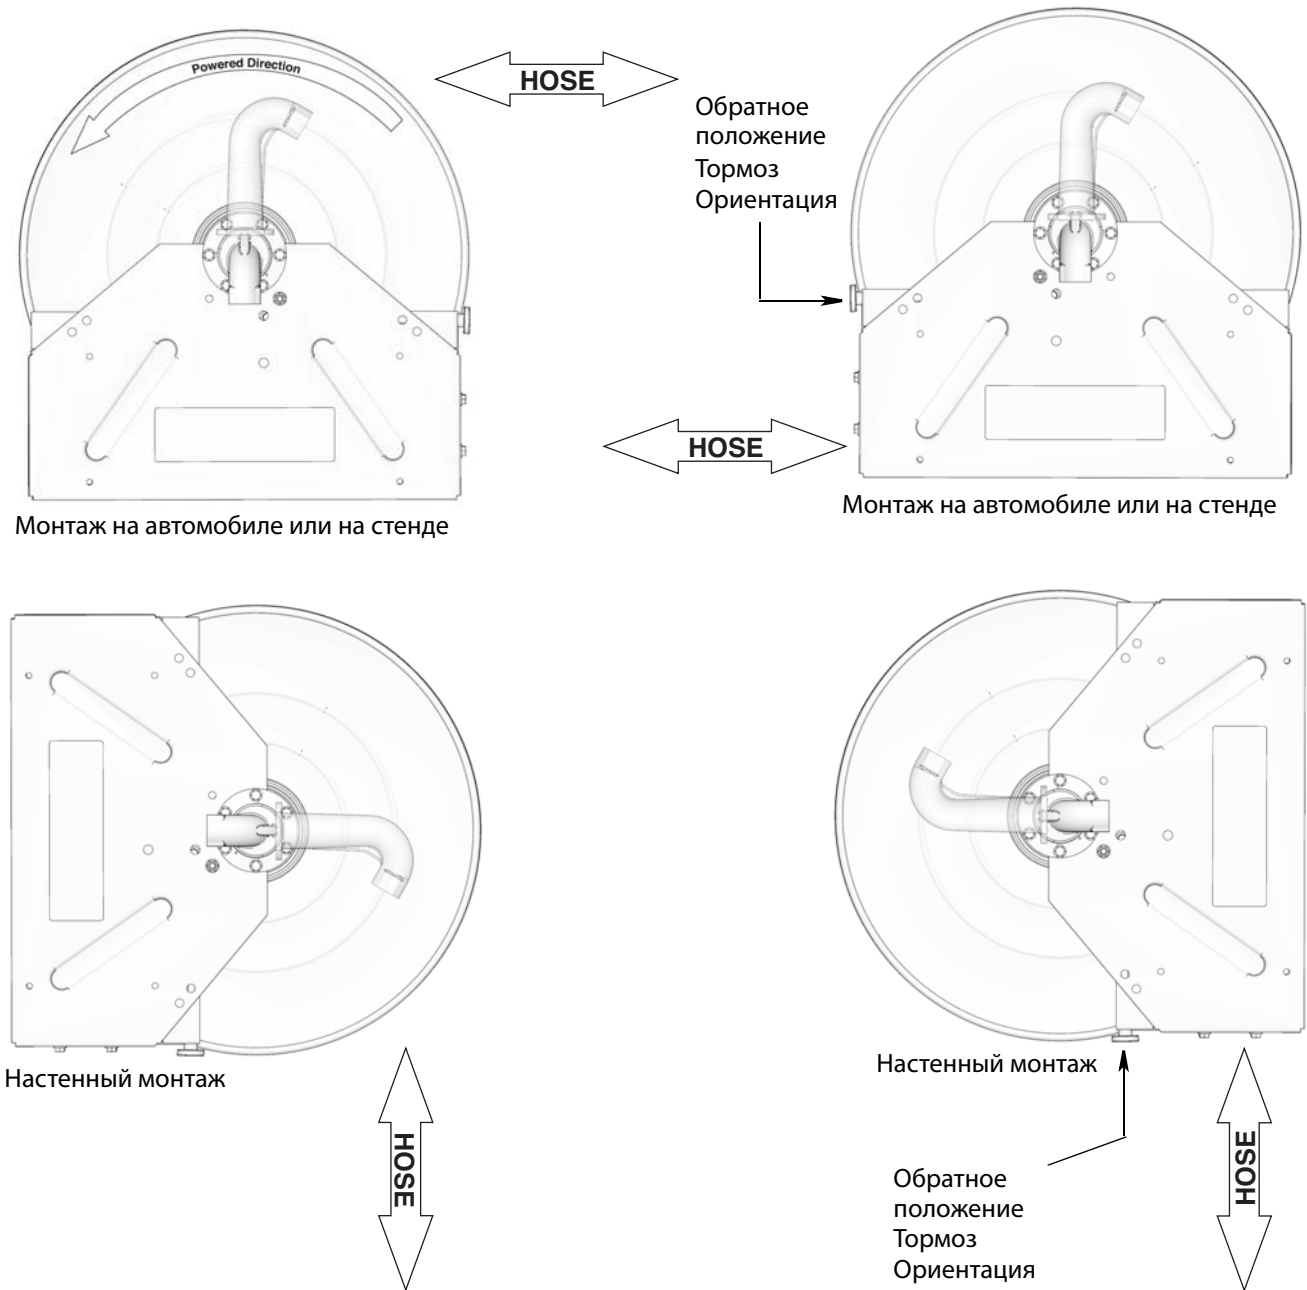 Powered Direction
HOSE
Обратное
положение
Тормоз
Ориентация
HOSE
Монтаж на автомобиле или на стенде
Монтаж на автомобиле или на стенде
Настенный монтаж
Настенный монтаж
HOSE
HOSE
Обратное
положение
Тормоз
Ориентация